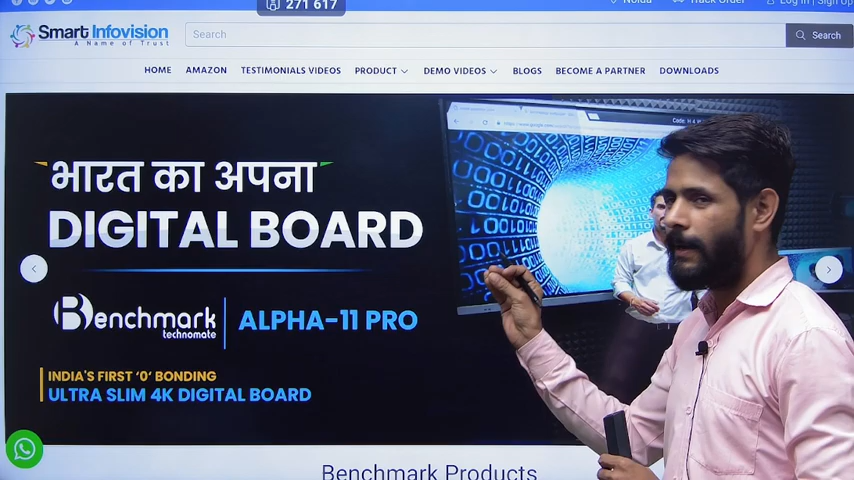 271 617
Noida
Track Order
Log In | Sign Up
Smart Infovision
A Name of Trust
Search
Search
HOME AMAZON TESTIMONIALS VIDEOS PRODUCT DEMO VIDEOS BLOGS BECOME A PARTNER DOWNLOADS
भारत का अपना
DIGITAL BOARD
Benchmark
technomate
ALPHA-11 PRO
INDIA'S FIRST ‘0’ BONDING
ULTRA SLIM 4K DIGITAL BOARD
Benchmark Products